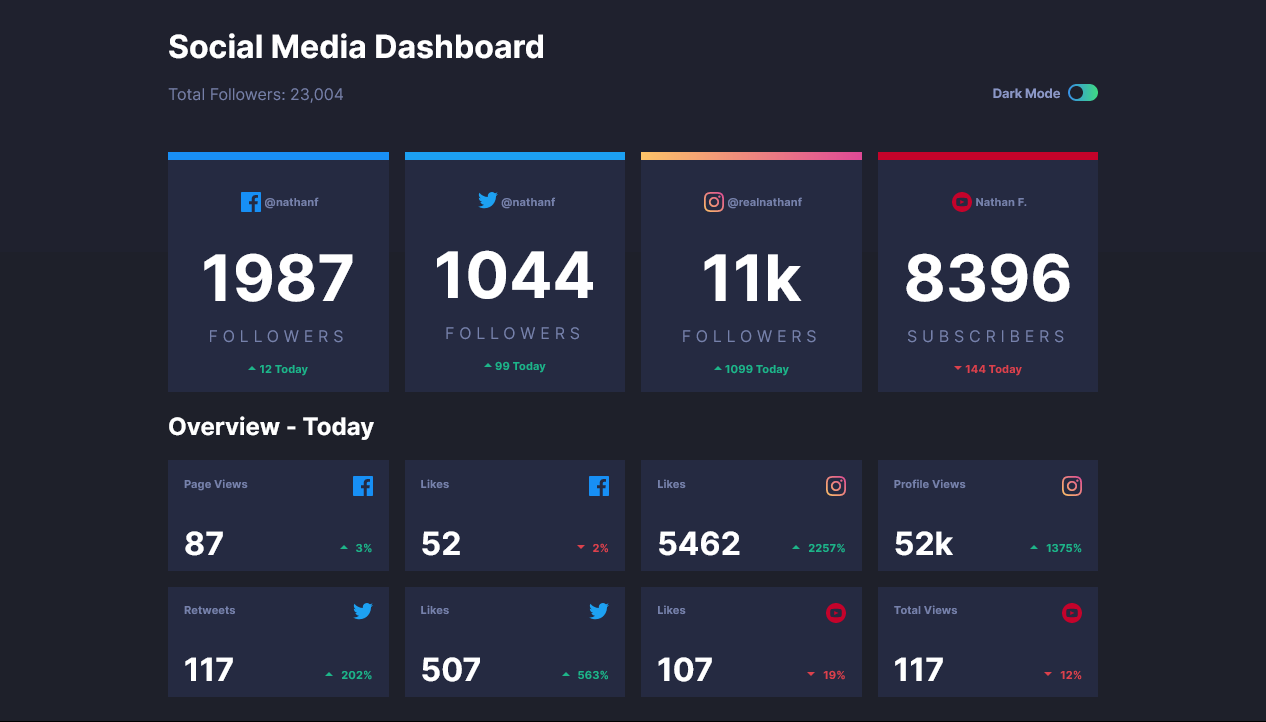 Social Media Dashboard
Total Followers: 23,004
Dark Mode
@nathanf
1987
FOLLOWERS
12 Today
@nathanf
1044
FOLLOWERS
99 Today
@realnathanf
11k
FOLLOWERS
1099 Today
Nathan F.
8396
SUBSCRIBERS
144 Today
Overview - Today
Page Views
87
3%
Likes
52
2%
Likes
5462
2257%
Profile Views
52k
1375%
Retweets
117
202%
Likes
507
563%
Likes
107
19%
Total Views
117
12%